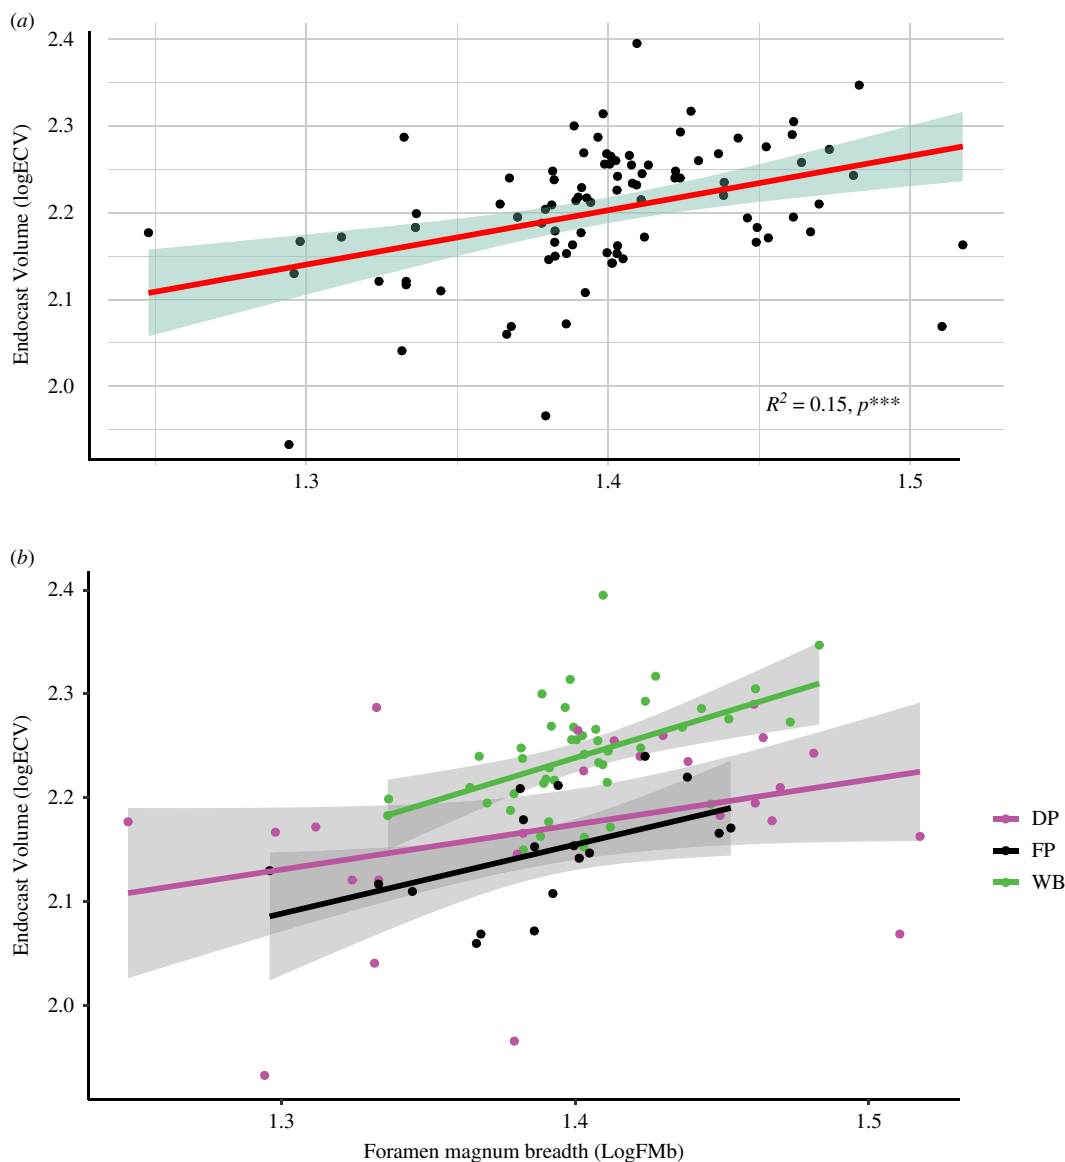 (a)
2.4
2.3
2.2
2.1
2.0
Endocast Volume (logECV)
R² = 0.15, p***
1.3 1.4 1.5
(b)
2.4
2.3
2.2
2.1
2.0
Endocast Volume (logECV)
DP
FP
WB
1.3 1.4 1.5
Foramen magnum breadth (LogFMb)